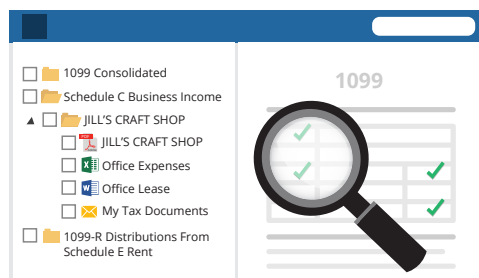 1099 Consolidated
Schedule C Business Income
JILL'S CRAFT SHOP
PDF
JILL'S CRAFT SHOP
X
Office Expenses
W
Office Lease
My Tax Documents
1099-R Distributions From
Schedule E Rent
1099